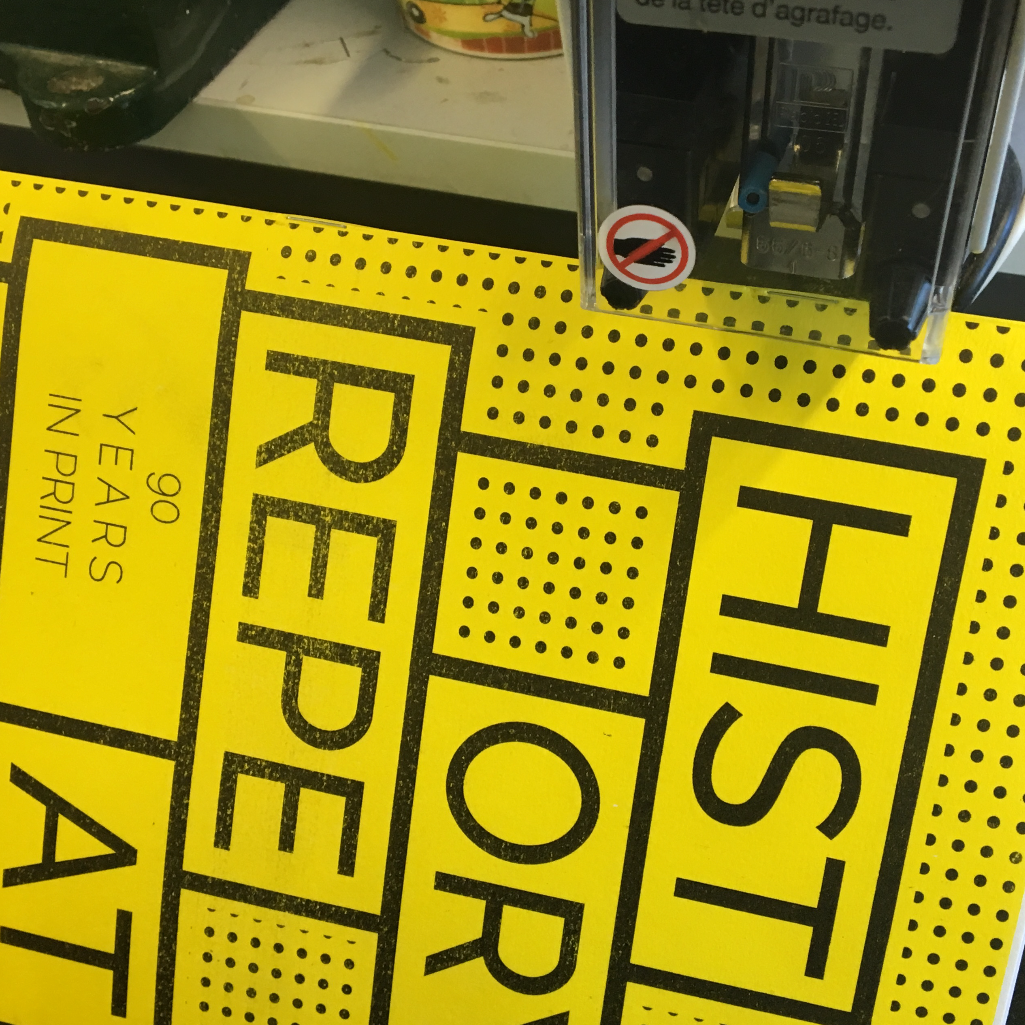 de la tête d'agrafage.
HIST
ORY
REPE
AT
90
YEARS
IN PRINT